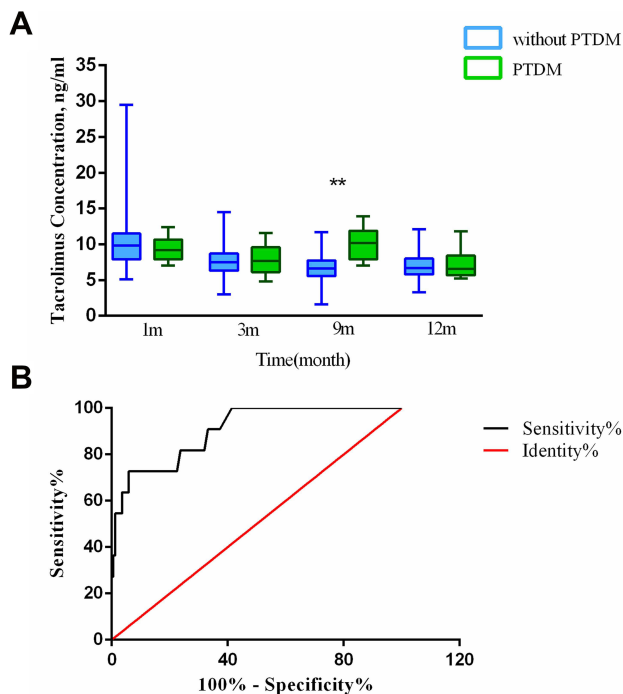 A
without PTDM
PTDM
Tacrolimus Concentration, ng/ml
35
30
25
20
15
10
5
0
**
1m 3m 9m 12m
Time(month)
B
Sensitivity%
100
80
60
40
20
0
Sensitivity%
Identity%
0 40 80 120
100% - Specificity%